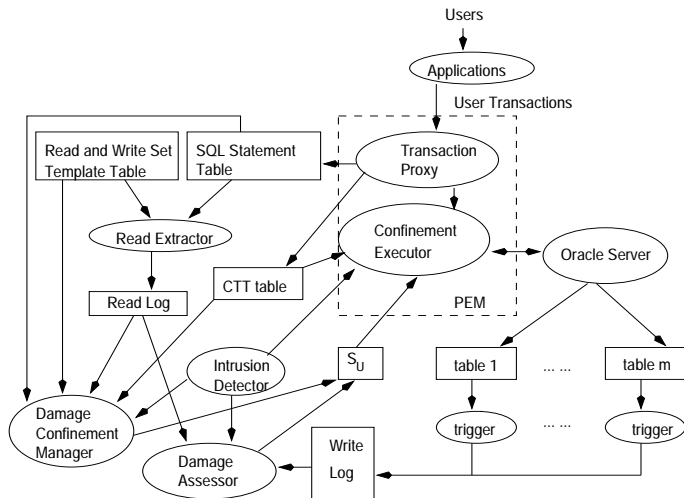 Users
Applications
User Transactions
Read and Write Set
Template Table
SQL Statement
Table
Transaction
Proxy
Read Extractor
Confinement
Executor
Oracle Server
Read Log
CTT table
PEM
Intrusion
Detector
SU
table 1
... ...
table m
Damage
Confinement
Manager
trigger
... ...
trigger
Damage
Assessor
Write
Log